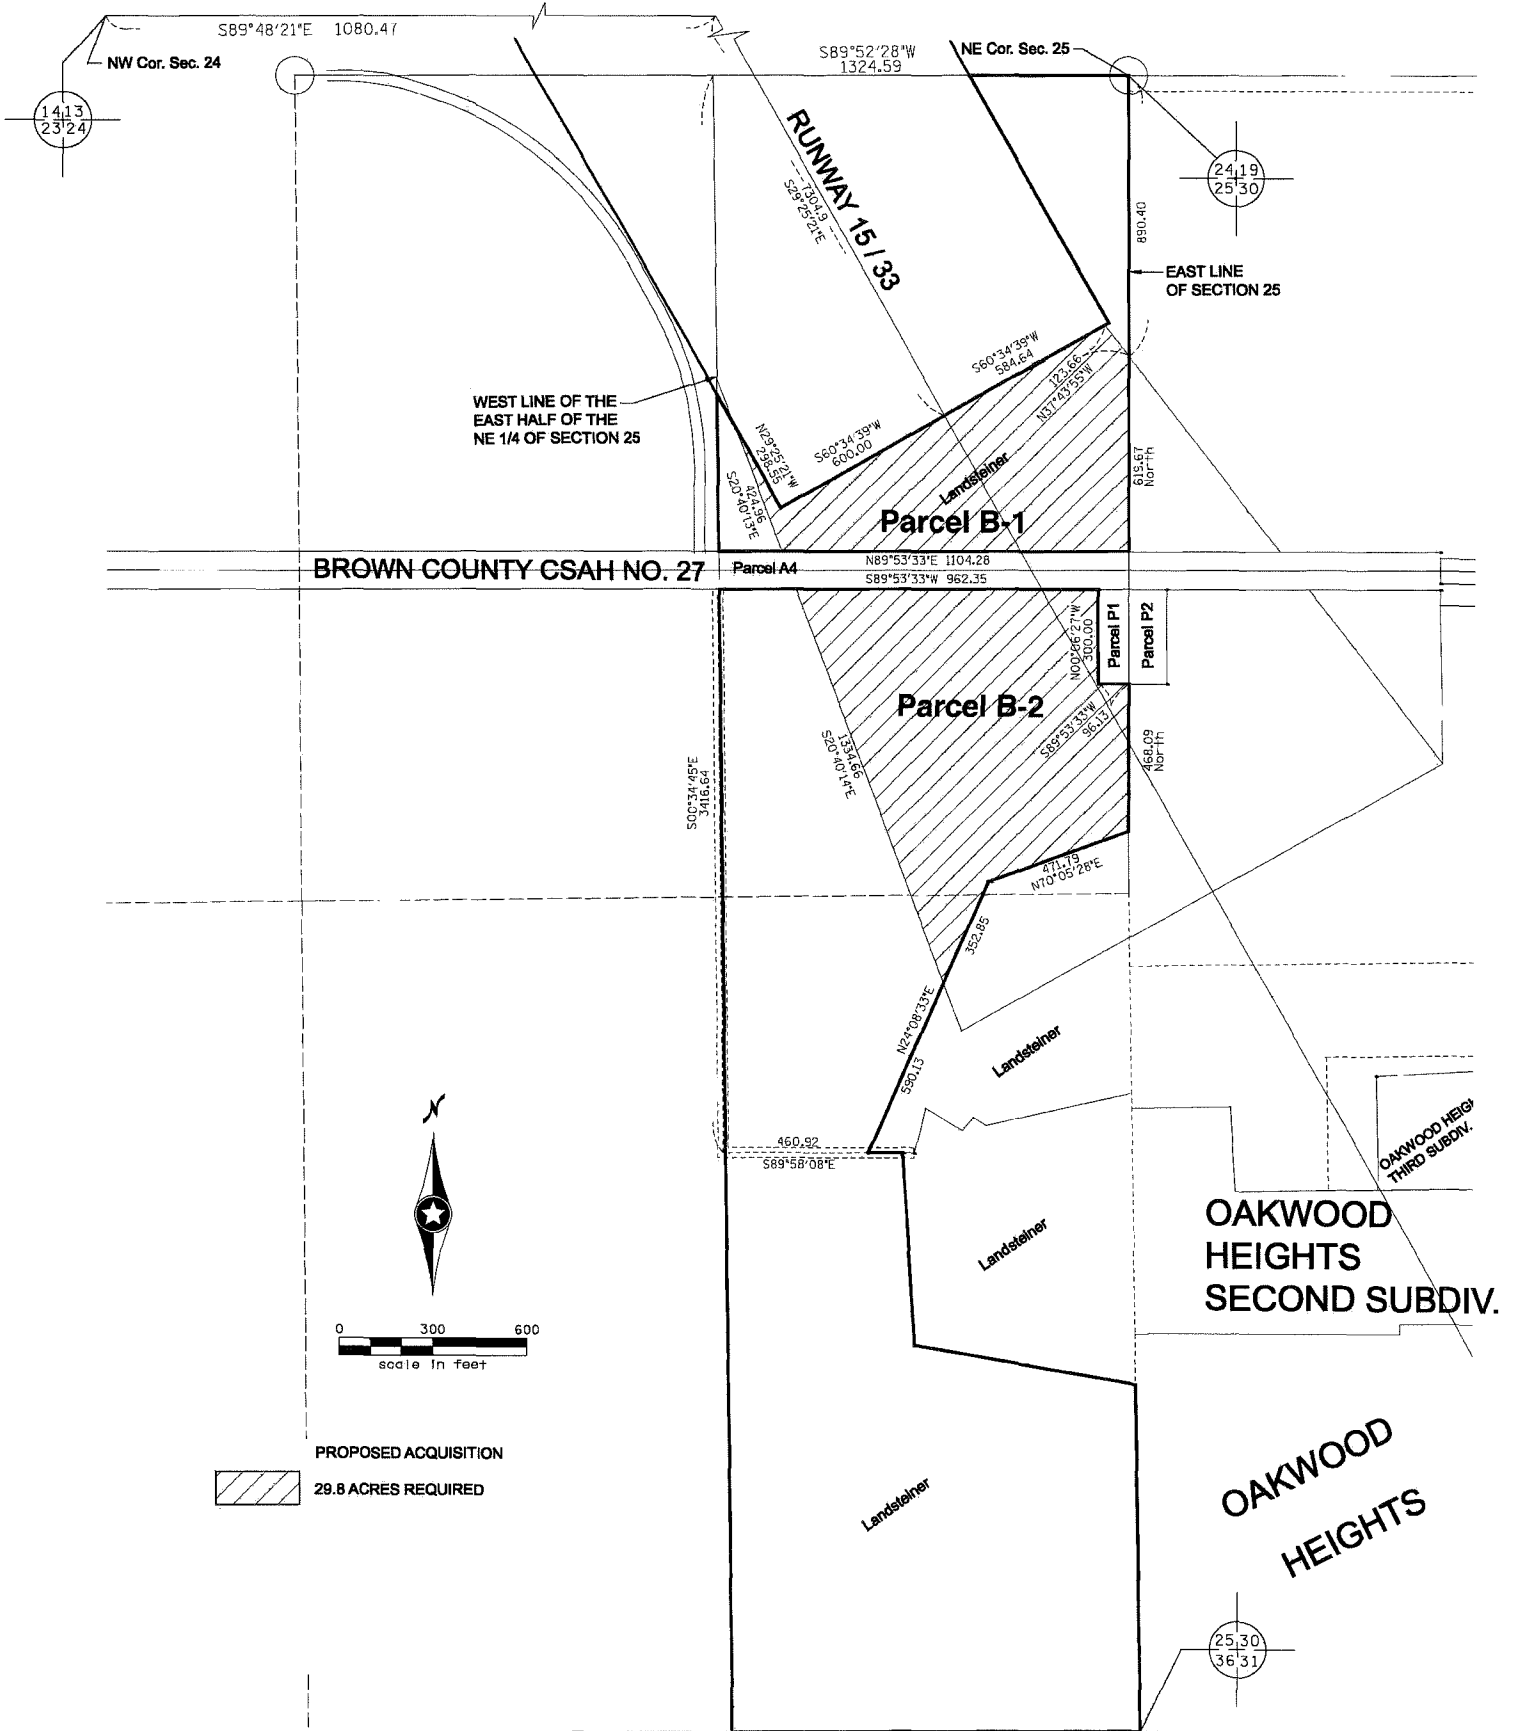 S89°48'21"E 1080.47
NW Cor. Sec. 24
14 13
23 24
S89°52'28"W
1324.59
NE Cor. Sec. 25
24 19
25 30
RUNWAY 15 / 33
7304.9
S29°25'21"E
890.40
EAST LINE
OF SECTION 25
WEST LINE OF THE
EAST HALF OF THE
NE 1/4 OF SECTION 25
S60°34'39"W
584.64
123.66
N37°43'55"W
N29°25'21"W
298.55
S60°34'39"W
600.00
424.96
S20°40'13"E
Landsteiner
619.67
North
Parcel B-1
BROWN COUNTY CSAH NO. 27
Parcel A4
N89°53'33"E 1104.28
S89°53'33"W 962.35
N00°06'27"W
300.00
Parcel P1
Parcel P2
Parcel B-2
S89°53'33"W
96.13
468.09
North
1334.66
S20°40'14"E
S00°34'45"E
3416.64
471.79
N70°05'28"E
352.85
N24°08'33"E
590.13
Landsteiner
460.92
S89°58'08"E
N
OAKWOOD HEIGH
THIRD SUBDIV.
OAKWOOD
HEIGHTS
SECOND SUBDIV.
Landsteiner
0 300 600
scale in feet
PROPOSED ACQUISITION
29.8 ACRES REQUIRED
Landsteiner
OAKWOOD
HEIGHTS
25 30
36 31